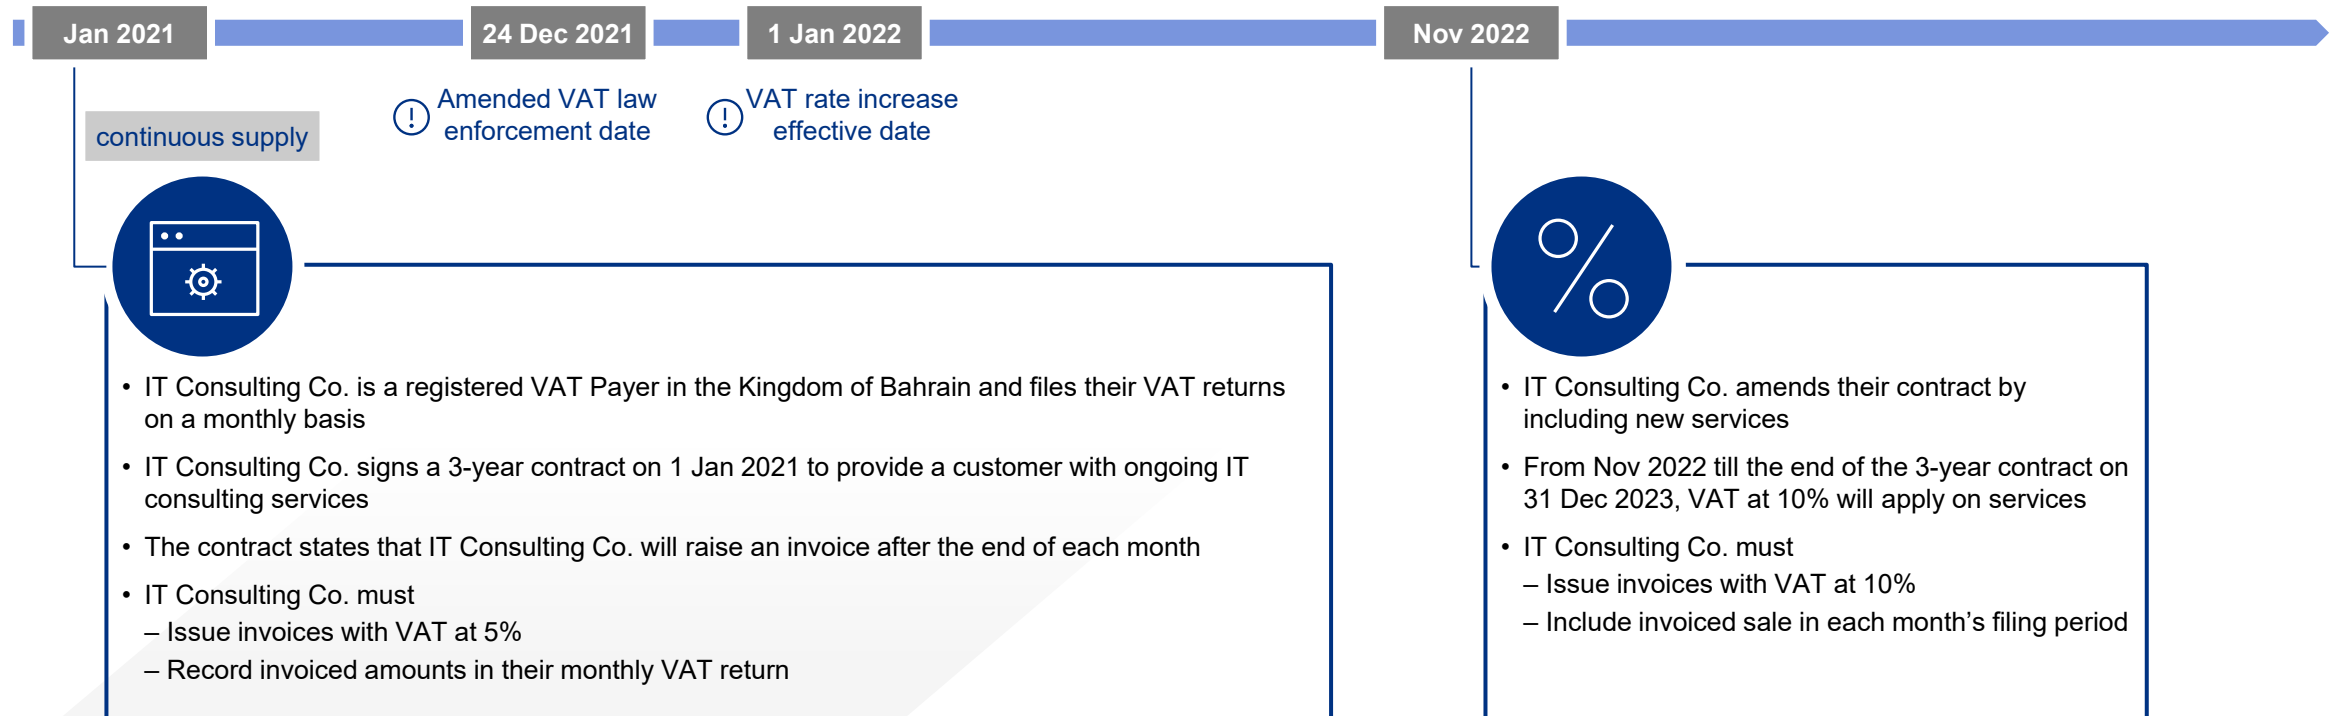 Jan 2021
24 Dec 2021
1 Jan 2022
Nov 2022
continuous supply
Amended VAT law
enforcement date
VAT rate increase
effective date
• IT Consulting Co. is a registered VAT Payer in the Kingdom of Bahrain and files their VAT returns
on a monthly basis
• IT Consulting Co. signs a 3-year contract on 1 Jan 2021 to provide a customer with ongoing IT
consulting services
• The contract states that IT Consulting Co. will raise an invoice after the end of each month
• IT Consulting Co. must
– Issue invoices with VAT at 5%
– Record invoiced amounts in their monthly VAT return
• IT Consulting Co. amends their contract by
including new services
• From Nov 2022 till the end of the 3-year contract on
31 Dec 2023, VAT at 10% will apply on services
• IT Consulting Co. must
– Issue invoices with VAT at 10%
– Include invoiced sale in each month’s filing period